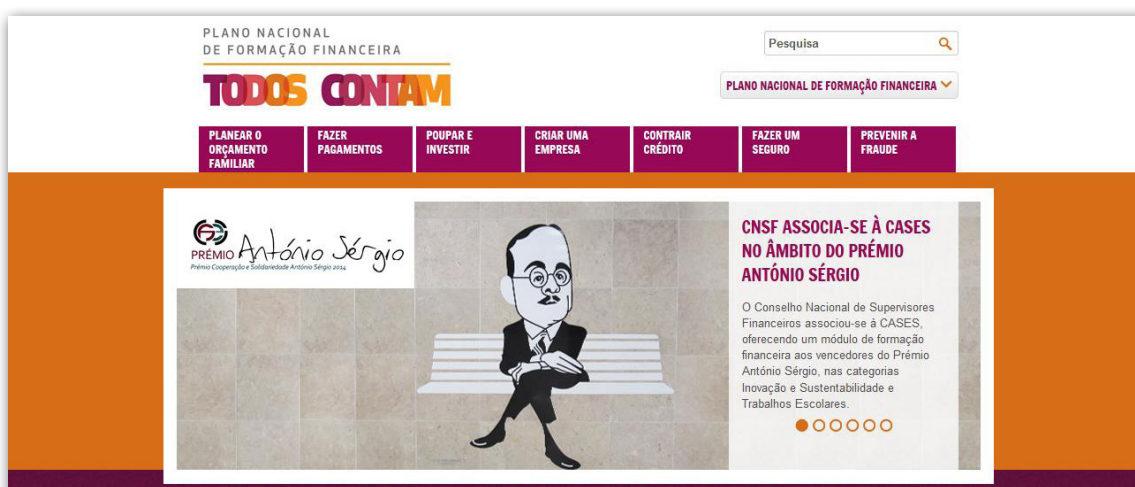 PLANO NACIONAL
DE FORMAÇÃO FINANCEIRA
TODOS CONTAM
Pesquisa
PLANO NACIONAL DE FORMAÇÃO FINANCEIRA
PLANEAR O
ORÇAMENTO
FAMILIAR
FAZER
PAGAMENTOS
POUPAR E
INVESTIR
CRIAR UMA
EMPRESA
CONTRAIR
CRÉDITO
FAZER UM
SEGURO
PREVENIR A
FRAUDE
PRÉMIO António Sérgio
Prémio Cooperação e Solidariedade António Sérgio 2014
CNSF ASSOCIA-SE À CASES
NO ÂMBITO DO PRÉMIO
ANTÓNIO SÉRGIO
O Conselho Nacional de Supervisores
Financeiros associou-se à CASES,
oferecendo um módulo de formação
financeira aos vencedores do Prémio
António Sérgio, nas categorias
Inovação e Sustentabilidade e
Trabalhos Escolares.